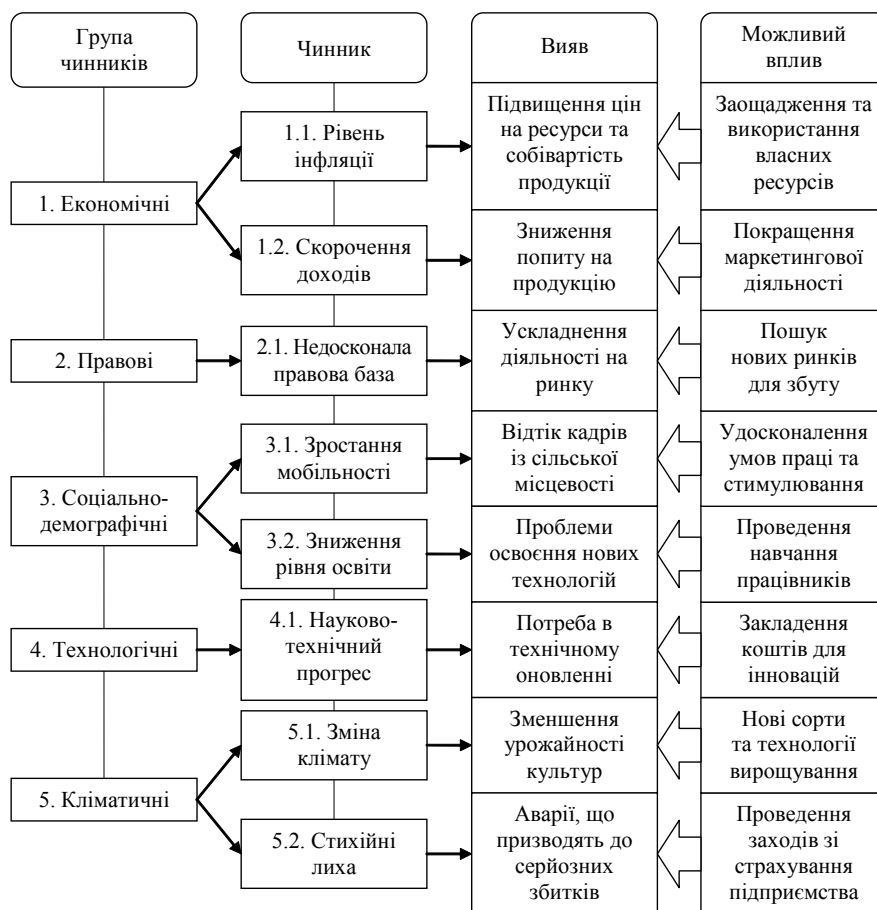 Група
чинників
Чинник
Вияв
Можливий
вплив
1. Економічні
1.1. Рівень
інфляції
Підвищення цін
на ресурси та
собівартість
продукції
Заощадження та
використання
власних
ресурсів
1.2. Скорочення
доходів
Зниження
попиту на
продукцію
Покращення
маркетингової
діяльності
2. Правові
2.1. Недосконала
правова база
Ускладнення
діяльності на
ринку
Пошук
нових ринків
для збуту
3. Соціально-
демографічні
3.1. Зростання
мобільності
Відтік кадрів
із сільської
місцевості
Удосконалення
умов праці та
стимулювання
3.2. Зниження
рівня освіти
Проблеми
освоєння нових
технологій
Проведення
навчання
працівників
4. Технологічні
4.1. Науково-
технічний
прогрес
Потреба в
технічному
оновленні
Закладення
коштів для
інновацій
5. Кліматичні
5.1. Зміна
клімату
Зменшення
урожайності
культур
Нові сорти
та технології
вирощування
5.2. Стихійні
лиха
Аварії, що
призводять до
серйозних
збитків
Проведення
заходів зі
страхування
підприємства